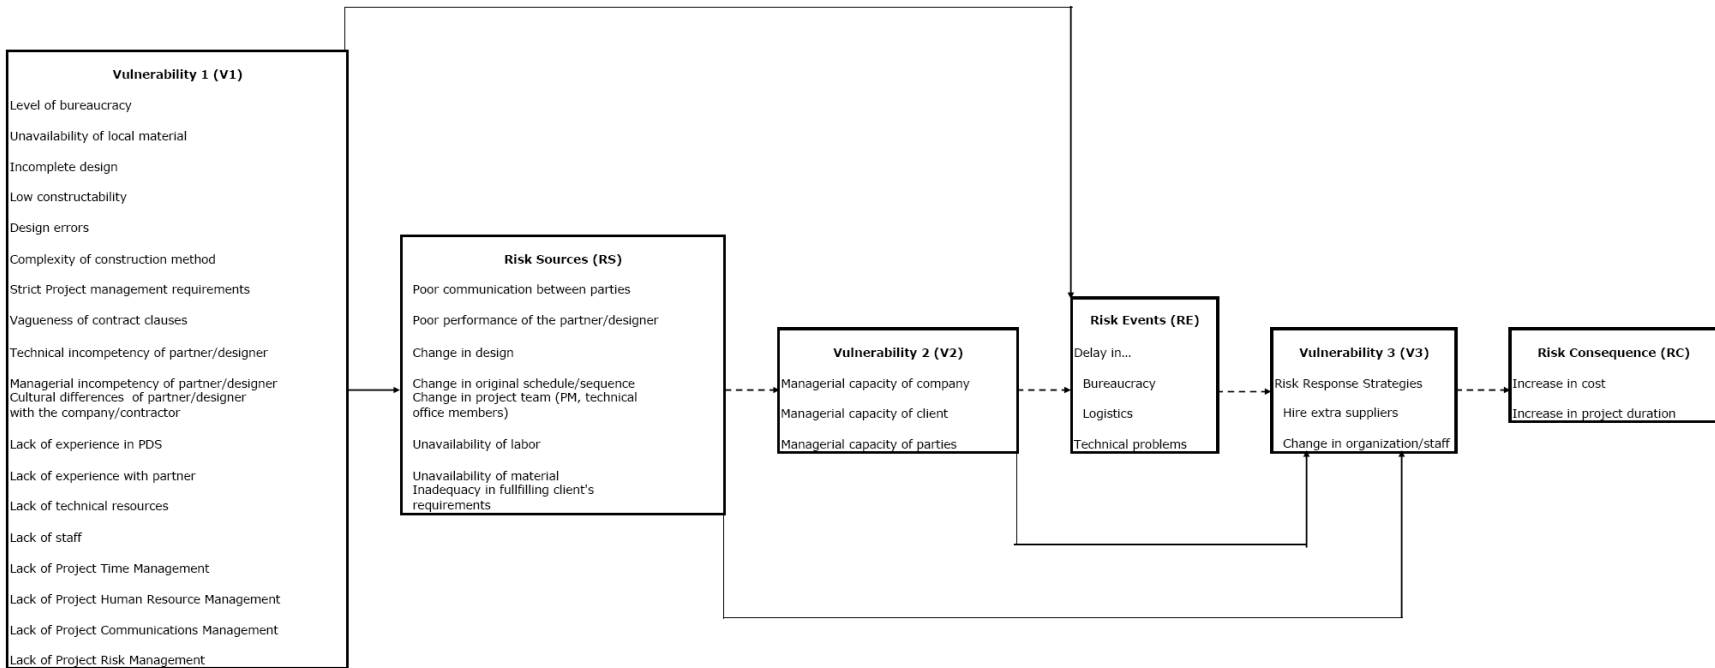 Vulnerability 1 (V1)
Level of bureaucracy
Unavailability of local material
Incomplete design
Low constructability
Design errors
Complexity of construction method
Strict Project management requirements
Vagueness of contract clauses
Technical incompetency of partner/designer
Managerial incompetency of partner/designer
Cultural differences of partner/designer
with the company/contractor
Lack of experience in PDS
Lack of experience with partner
Lack of technical resources
Lack of staff
Lack of Project Time Management
Lack of Project Human Resource Management
Lack of Project Communications Management
Lack of Project Risk Management
Risk Sources (RS)
Poor communication between parties
Poor performance of the partner/designer
Change in design
Change in original schedule/sequence
Change in project team (PM, technical
office members)
Unavailability of labor
Unavailability of material
Inadequacy in fullfilling client's
requirements
Vulnerability 2 (V2)
Managerial capacity of company
Managerial capacity of client
Managerial capacity of parties
Risk Events (RE)
Delay in...
Bureaucracy
Logistics
Technical problems
Vulnerability 3 (V3)
Risk Response Strategies
Hire extra suppliers
Change in organization/staff
Risk Consequence (RC)
Increase in cost
Increase in project duration